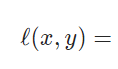 ℓ(x, y) =